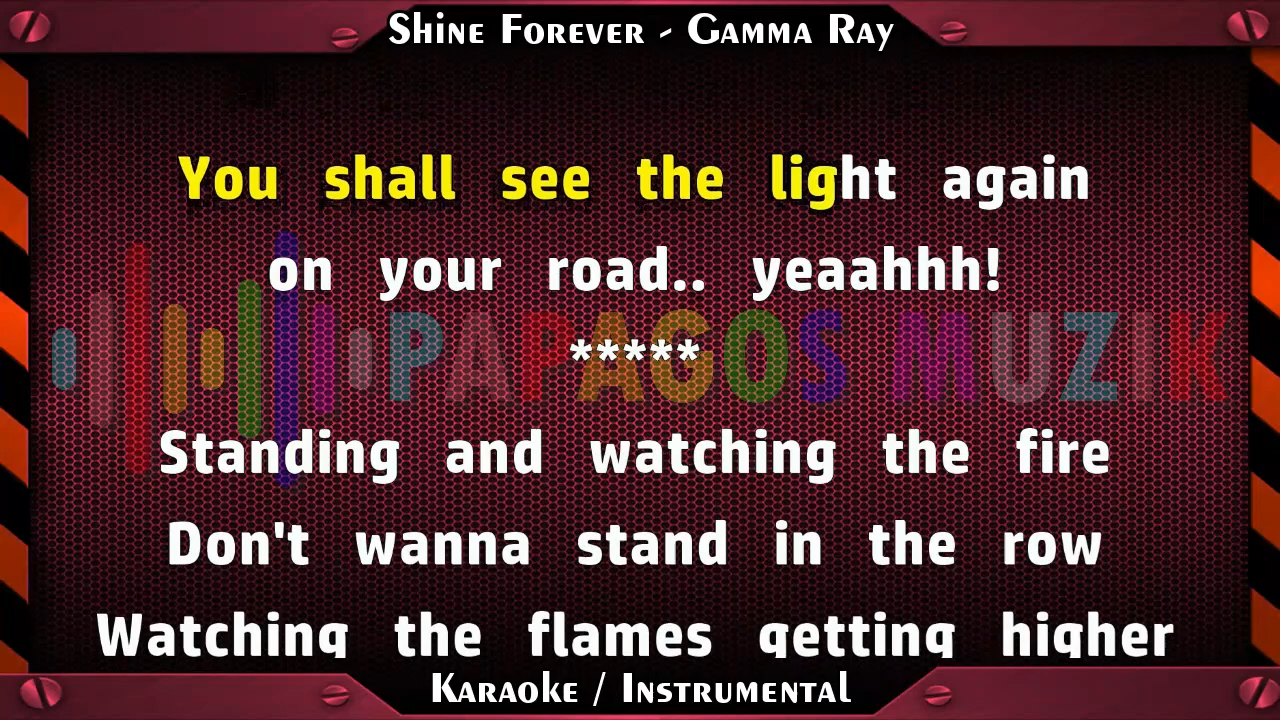 Shine Forever - Gamma Ray
You shall see the light again
on your road.. yeaahhh!
PAPAGOS MUZIK
*****
Standing and watching the fire
Don't wanna stand in the row
Watching the flames getting higher
Karaoke / Instrumental